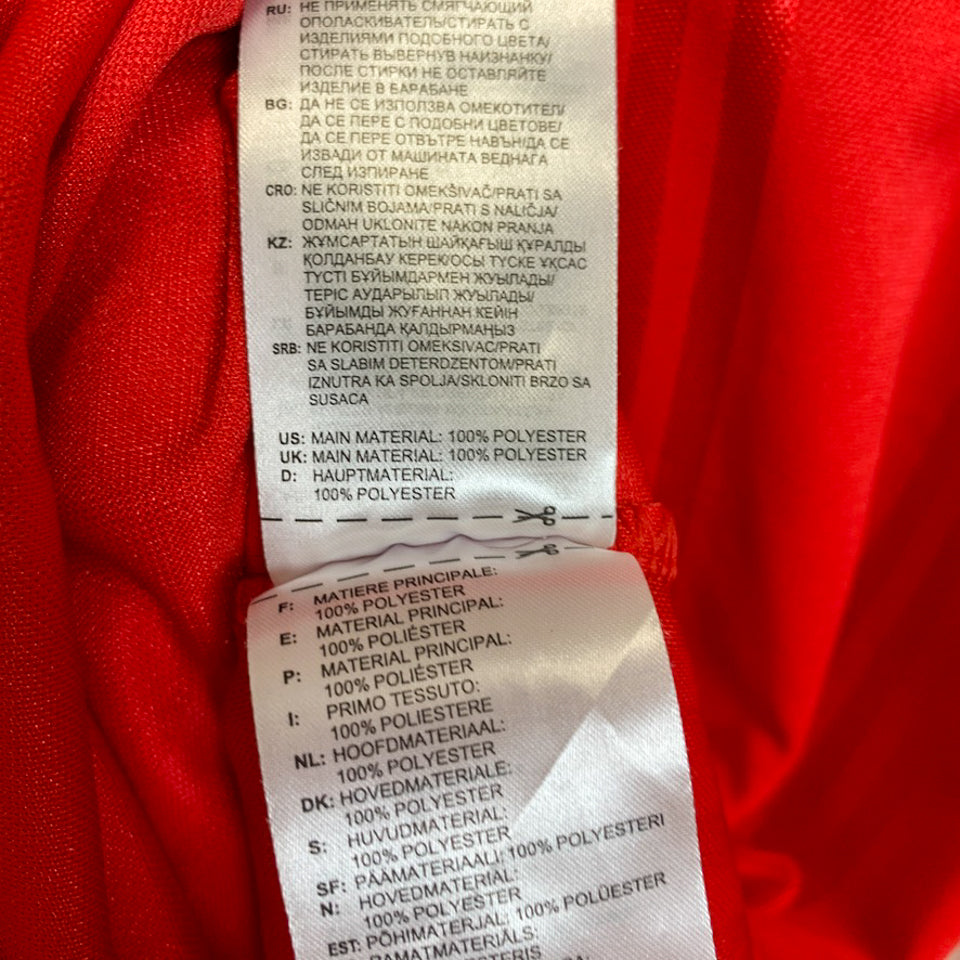 RU: НЕ ПРИМЕНЯТЬ СМЯГЧАЮЩИЙ
ОПОЛАСКИВАТЕЛЬ/СТИРАТЬ С
ИЗДЕЛИЯМИ ПОДОБНОГО ЦВЕТА/
СТИРАТЬ ВЫВЕРНУВ НАИЗНАНКУ/
ПОСЛЕ СТИРКИ НЕ ОСТАВЛЯЙТЕ
ИЗДЕЛИЕ В БАРАБАНЕ
BG: ДА НЕ СЕ ИЗПОЛЗВА ОМЕКОТИТЕЛ/
ДА СЕ ПЕРЕ С ПОДОБНИ ЦВЕТОВЕ/
ДА СЕ ПЕРЕ ОТВЪТРЕ НАВЪН/ДА СЕ
ИЗВАДИ ОТ МАШИНАТА ВЕДНАГА
СЛЕД ИЗПИРАНЕ
CRO: NE KORISTITI OMEKŠIVAČ/PRATI SA
SLIČNIM BOJAMA/PRATI S NALIČJA/
ODMAH UKLONITE NAKON PRANJA
KZ: ЖҰМСАРТАТЫН ШАЙҚАҒЫШ ҚҰРАЛДЫ
ҚОЛДАНБАУ КЕРЕК/ОСЫ ТҮСКЕ ҰҚСАС
ТҮСТІ БҰЙЫМДАРМЕН ЖУЫЛАДЫ/
ТЕРІС АУДАРЫЛЫП ЖУЫЛАДЫ/
БҰЙЫМДЫ ЖУҒАННАН КЕЙІН
БАРАБАНДА ҚАЛДЫРМАҢЫЗ
SRB: NE KORISTITI OMEKSIVAC/PRATI
SA SLABIM DETERDZENTOM/PRATI
IZNUTRA KA SPOLJA/SKLONITI BRZO SA
SUSACA
US: MAIN MATERIAL: 100% POLYESTER
UK: MAIN MATERIAL: 100% POLYESTER
D: HAUPTMATERIAL:
100% POLYESTER
F: MATIERE PRINCIPALE:
100% POLYESTER
E: MATERIAL PRINCIPAL:
100% POLIÉSTER
P: MATERIAL PRINCIPAL:
100% POLIÉSTER
I: PRIMO TESSUTO:
100% POLIESTERE
NL: HOOFDMATERIAAL:
100% POLYESTER
DK: HOVEDMATERIALE:
100% POLYESTER
S: HUVUDMATERIAL:
100% POLYESTER
SF: PÄÄMATERIAALI: 100% POLYESTERI
N: HOVEDMATERIAL:
100% POLYESTER
EST: PÕHIMATERJAL: 100% POLÜESTER
PAMATMATERIĀLS: